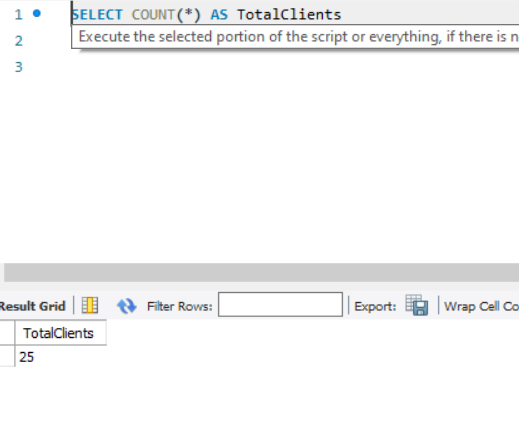 1 SELECT COUNT(*) AS TotalClients
2 Execute the selected portion of the script or everything, if there is n
3
Result Grid Filter Rows: Export: Wrap Cell Co
TotalClients
25